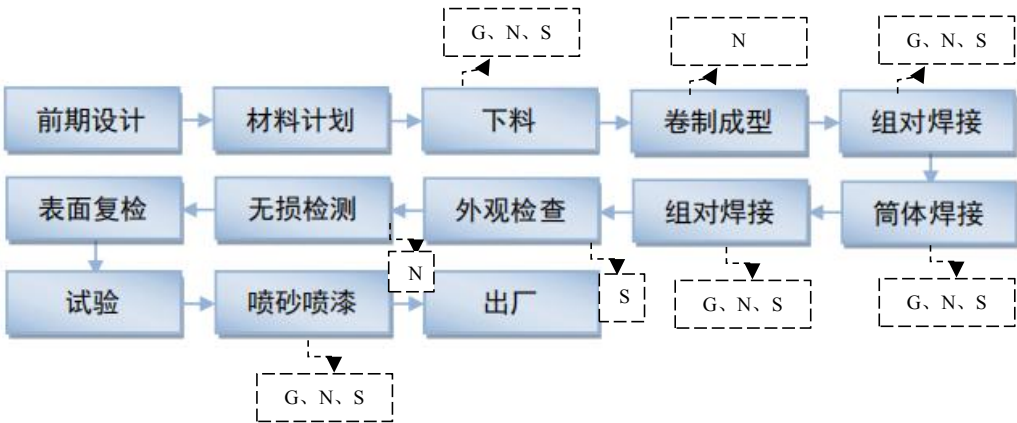 G、N、S
N
G、N、S
前期设计
材料计划
下料
卷制成型
组对焊接
表面复检
无损检测
外观检查
组对焊接
筒体焊接
N
S
G、N、S
G、N、S
试验
喷砂喷漆
出厂
G、N、S